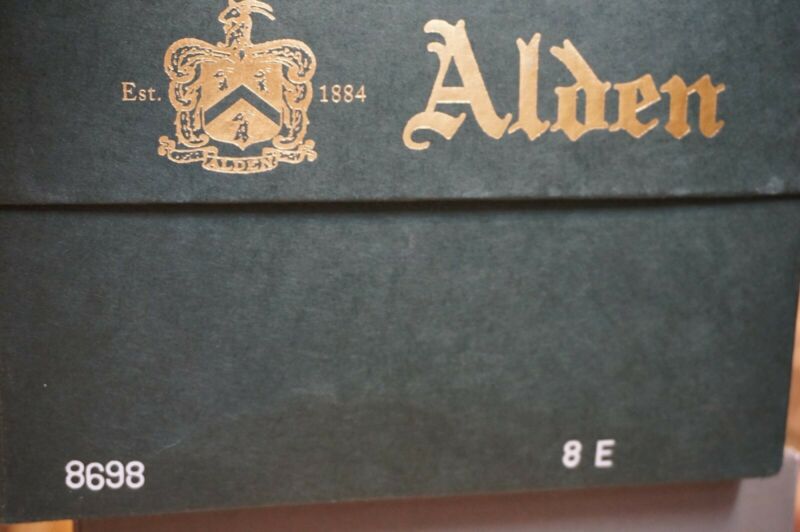 Est. 1884
ALDEN
Alden
8698
8 E